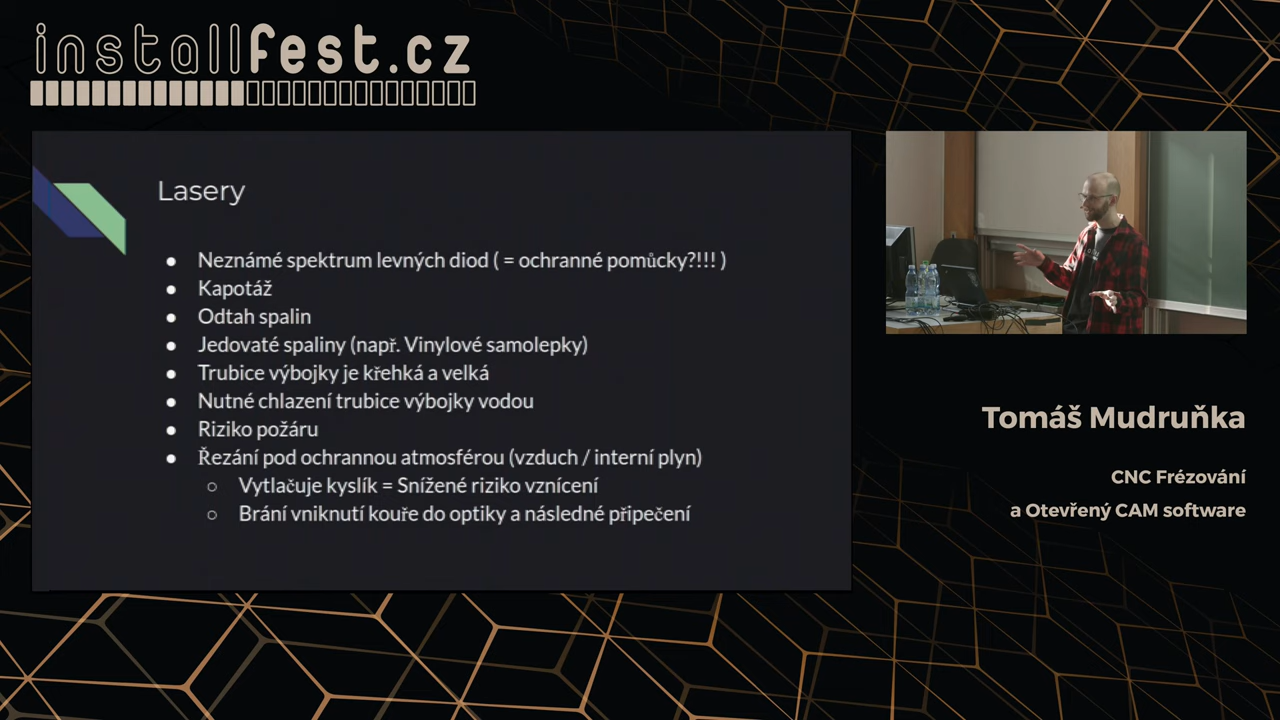 installfest.cz
Lasery
● Neznámé spektrum levných diod ( = ochranné pomůcky?!!! )
● Kapotáž
● Odtah spalin
● Jedovaté spaliny (např. Vinylové samolepky)
● Trubice výbojky je křehká a velká
● Nutné chlazení trubice výbojky vodou
● Riziko požáru
● Řezání pod ochrannou atmosférou (vzduch / interní plyn)
○ Vytlačuje kyslík = Snížené riziko vznícení
○ Brání vniknutí kouře do optiky a následné připečení
Tomáš Mudruňka
CNC Frézování
a Otevřený CAM software